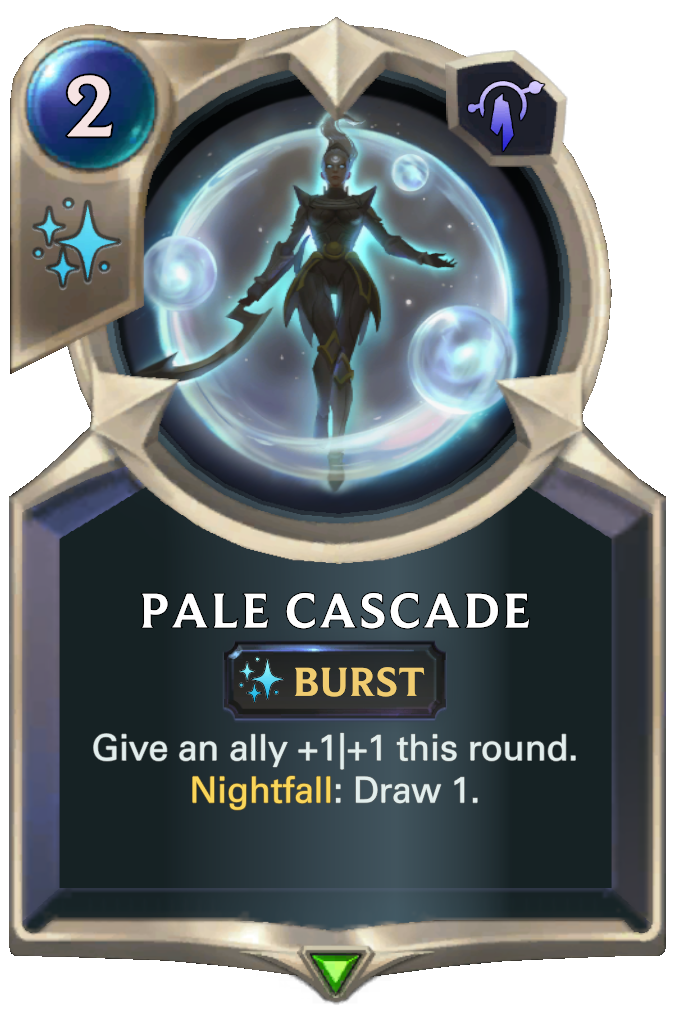 2
PALE CASCADE
BURST
Give an ally +1|+1 this round.
Nightfall: Draw 1.